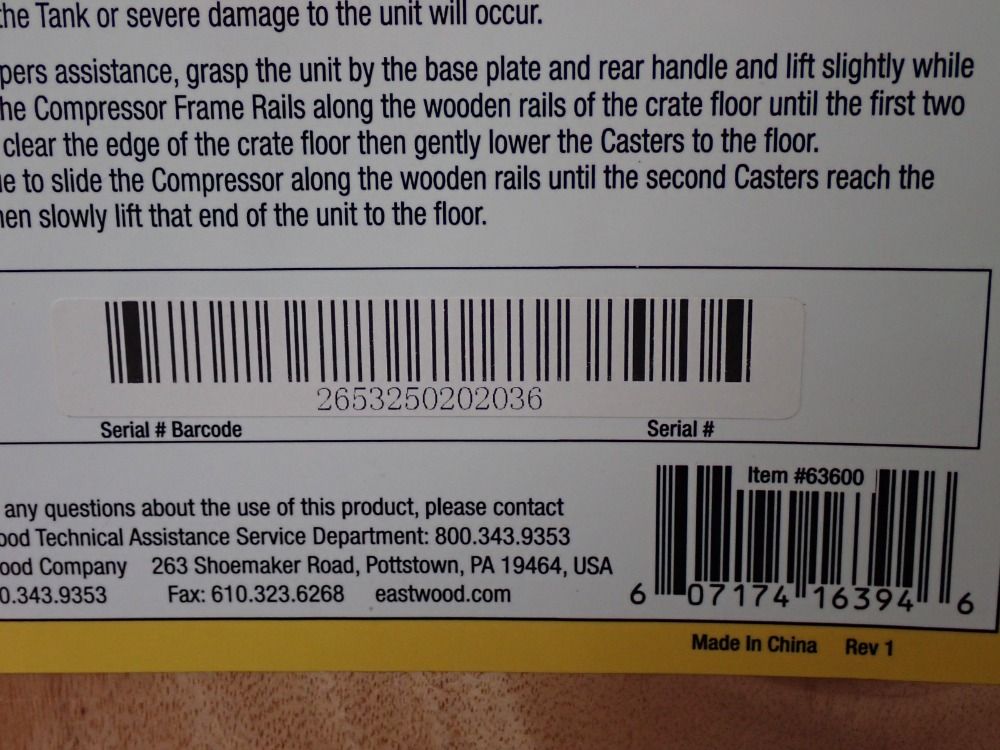 the Tank or severe damage to the unit will occur.
pers assistance, grasp the unit by the base plate and rear handle and lift slightly while
he Compressor Frame Rails along the wooden rails of the crate floor until the first two
clear the edge of the crate floor then gently lower the Casters to the floor.
ue to slide the Compressor along the wooden rails until the second Casters reach the
hen slowly lift that end of the unit to the floor.
2653250202036
Serial # Barcode Serial #
Item #63600
any questions about the use of this product, please contact
ood Technical Assistance Service Department: 800.343.9353
ood Company 263 Shoemaker Road, Pottstown, PA 19464, USA
0.343.9353 Fax: 610.323.6268 eastwood.com
6 07174 16394 6
Made In China Rev 1